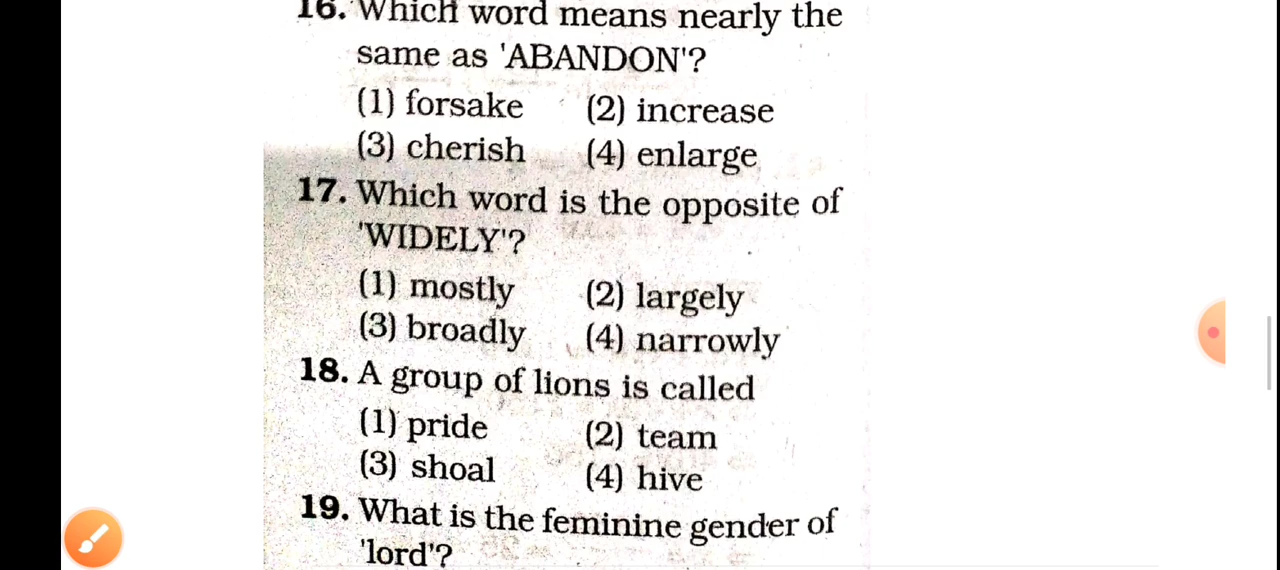 16. Which word means nearly the
same as 'ABANDON'?
(1) forsake (2) increase
(3) cherish (4) enlarge
17. Which word is the opposite of
'WIDELY'?
(1) mostly (2) largely
(3) broadly (4) narrowly
18. A group of lions is called
(1) pride (2) team
(3) shoal (4) hive
19. What is the feminine gender of
'lord'?